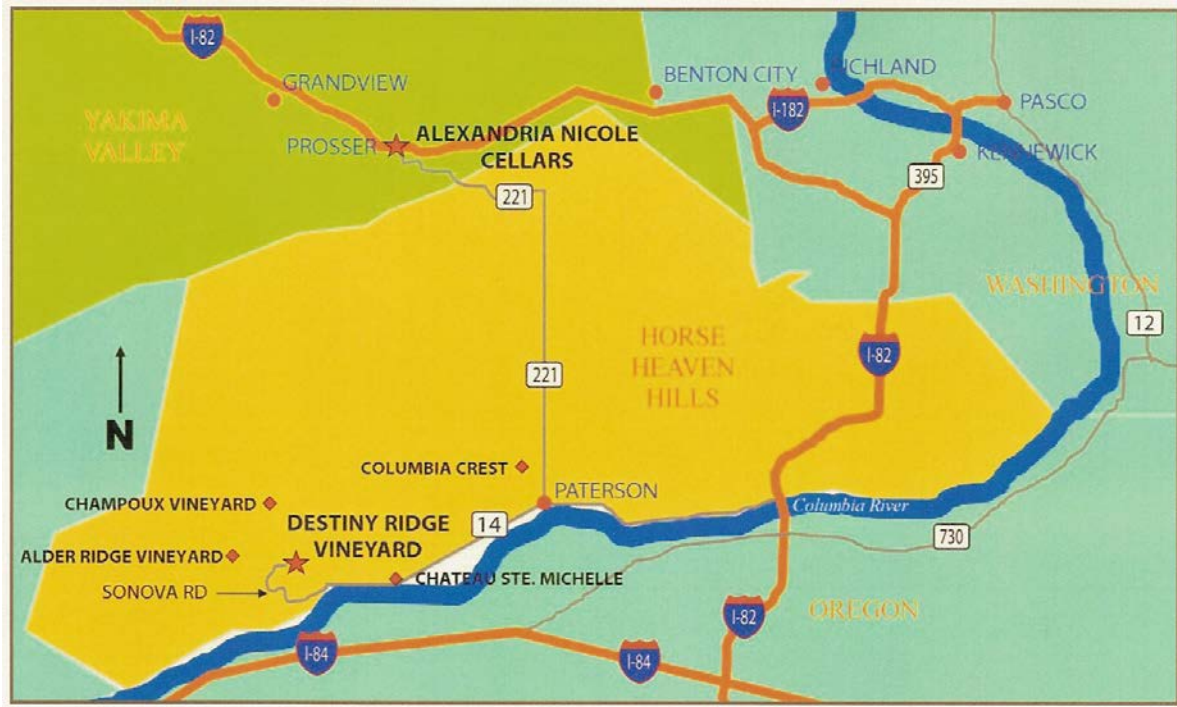 I-82
GRANDVIEW
YAKIMA
VALLEY
PROSSER
ALEXANDRIA NICOLE
CELLARS
BENTON CITY
RICHLAND
I-182
PASCO
KENNEWICK
395
221
WASHINGTON
12
HORSE
HEAVEN
HILLS
I-82
221
N
COLUMBIA CREST
PATERSON
CHAMPOUX VINEYARD
DESTINY RIDGE
VINEYARD
14
Columbia River
730
ALDER RIDGE VINEYARD
CHATEAU STE. MICHELLE
SONOVA RD
OREGON
I-82
I-84
I-84